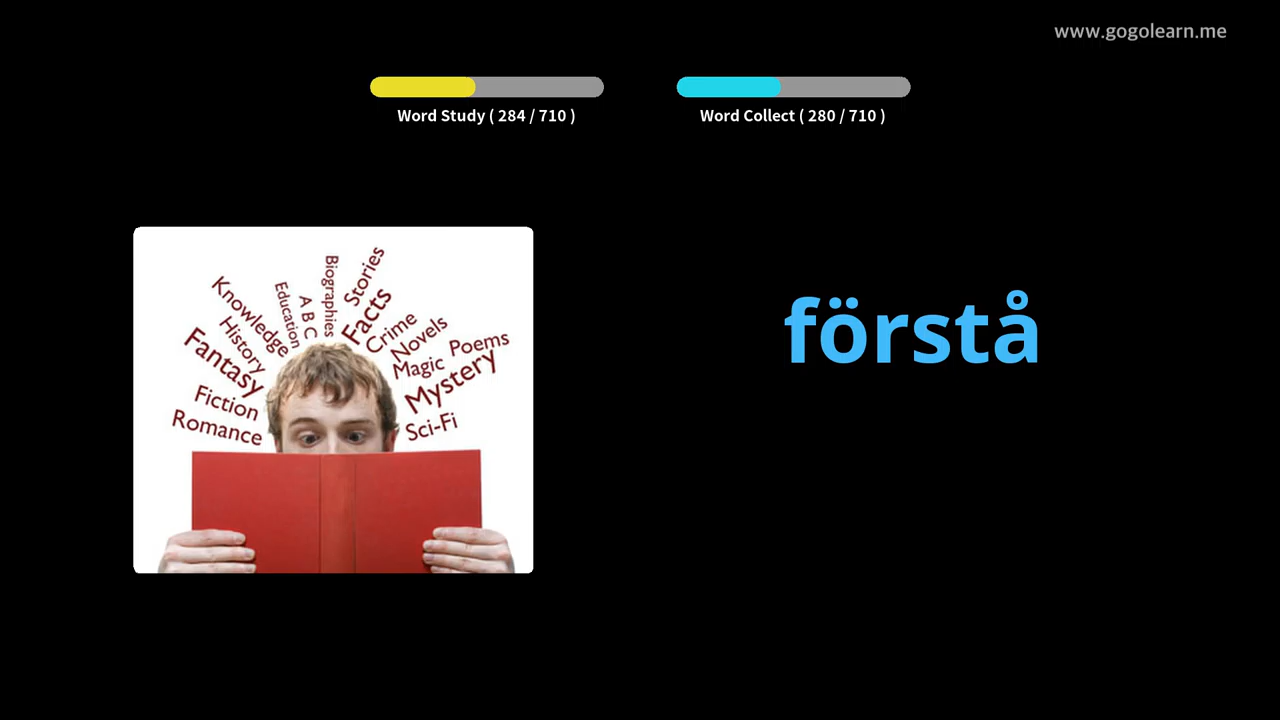 www.gogolearn.me
Word Study ( 284 / 710 )
Word Collect ( 280 / 710 )
förstå
Romance
Fiction
Fantasy
History
Knowledge
Education
A B C
Biographies
Stories
Facts
Crime
Novels
Magic
Poems
Mystery
Sci-Fi